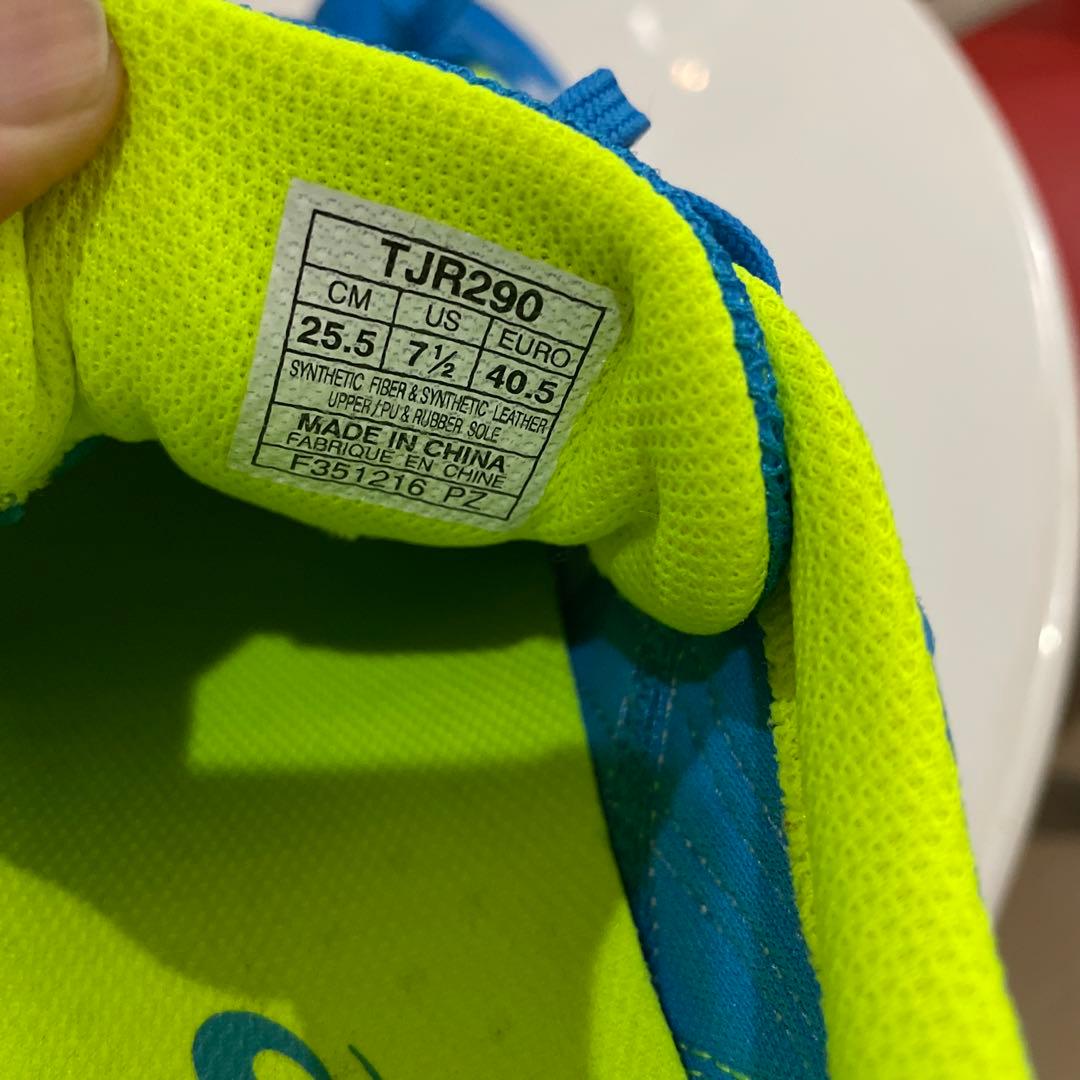 TJR290
CM US EURO
25.5 7½ 40.5
SYNTHETIC FIBER & SYNTHETIC LEATHER
UPPER / PU & RUBBER SOLE
MADE IN CHINA
FABRIQUE EN CHINE
F351216 PZ